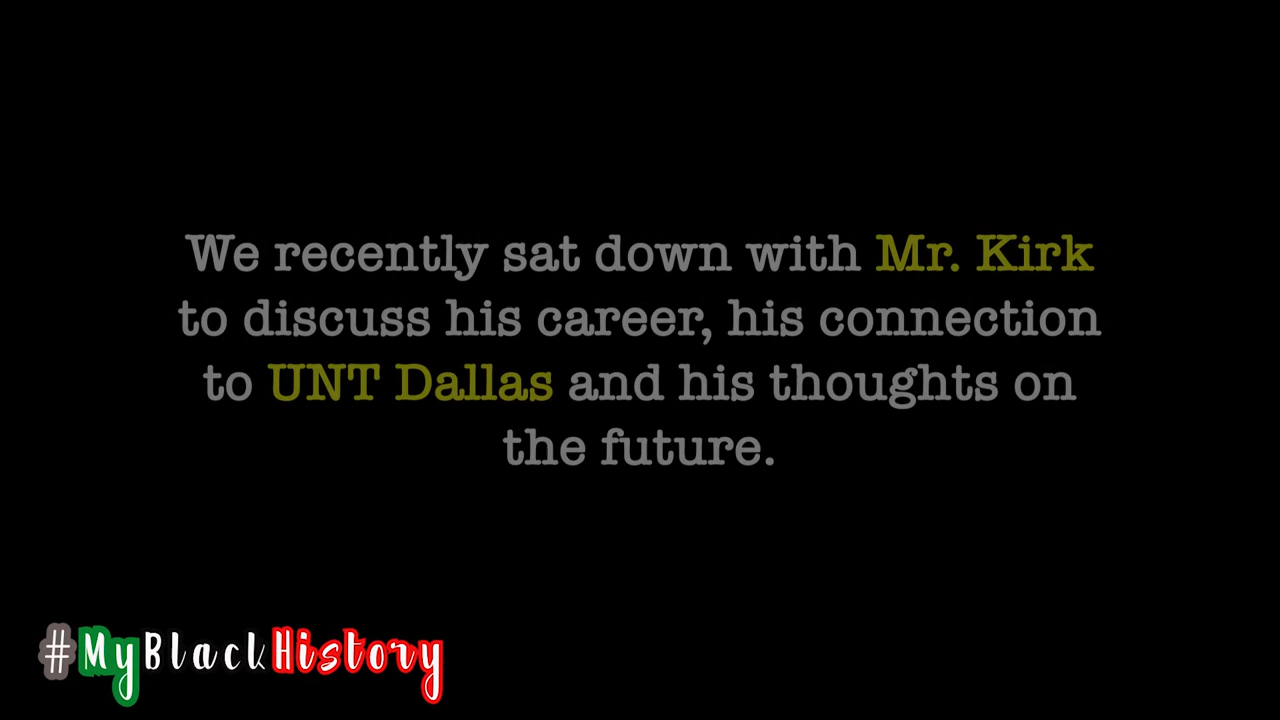 We recently sat down with Mr. Kirk
to discuss his career, his connection
to UNT Dallas and his thoughts on
the future.
#MyBlackHistory